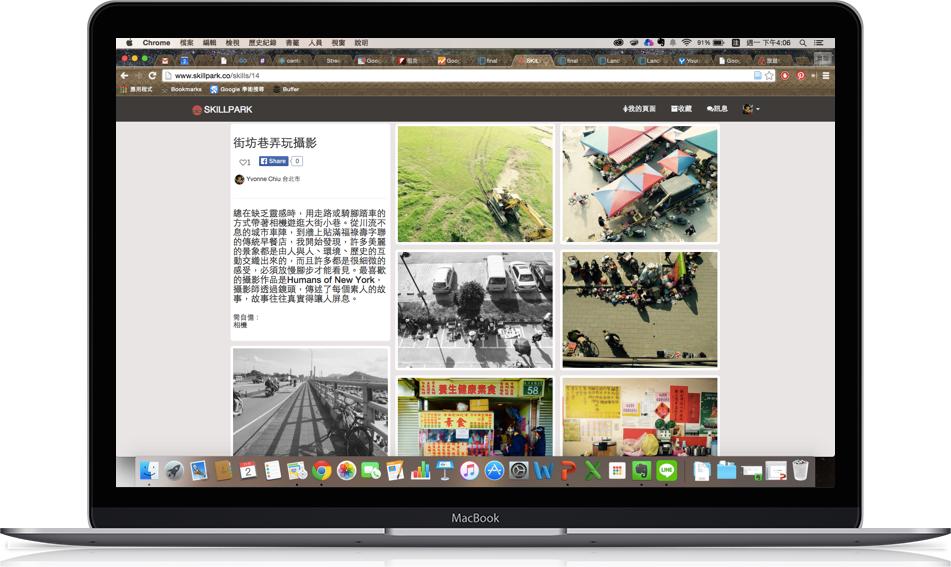 Chrome 檔案 編輯 檢視 歷史紀錄 書籤 人員 視窗 說明
91% 週一 下午4:06
www.skillpark.co/skills/14
應用程式 Bookmarks Google 學術搜尋 Buffer
SKILLPARK
我的頁面 收藏 訊息
街坊巷弄玩攝影
1 Share 0
Yvonne Chiu 台北市
總在缺乏靈感時，用走路或騎腳踏車的
方式帶著相機遊逛大街小巷。從川流不
息的城市車陣，到牆上貼滿福祿壽字聯
的傳統早餐店，我開始發現，許多美麗
的景象都是由人與人、環境、歷史的互
動交織出來的，而且許多都是很細微的
感受，必須放慢腳步才能看見。最喜歡
的攝影作品是Humans of New York，
攝影師透過鏡頭，傳述了每個素人的故
事，故事往往真實得讓人屏息。
需自備：
相機
養生健康素食
58
素食
2
LINE
MacBook